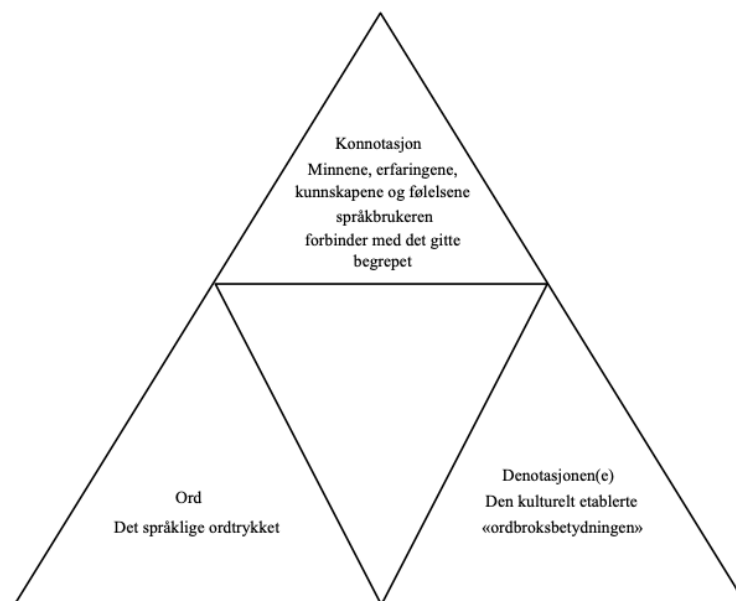 Konnotasjon
Minnene, erfaringene,
kunnskapene og følelsene
språkbrukeren
forbinder med det gitte
begrepet
Ord
Det språklige ordtrykket
Denotasjonen(e)
Den kulturelt etablerte
«ordbroksbetydningen»